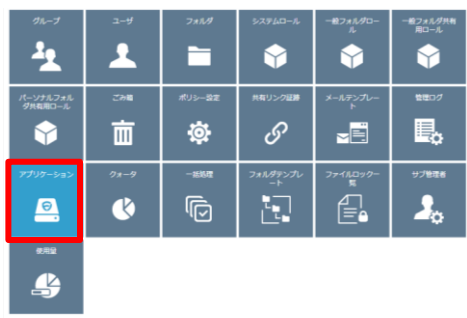 グループ
ユーザ
フォルダ
システムロール
一般フォルダロー
ル
一般フォルダ共有
用ロール
パーソナルフォル
ダ共有用ロール
ごみ箱
ポリシー設定
共有リンク証跡
メールテンプレー
ト
管理ログ
アプリケーション
クォータ
一括処理
フォルダテンプレ
ート
ファイルロック一
覧
サブ管理者
使用量